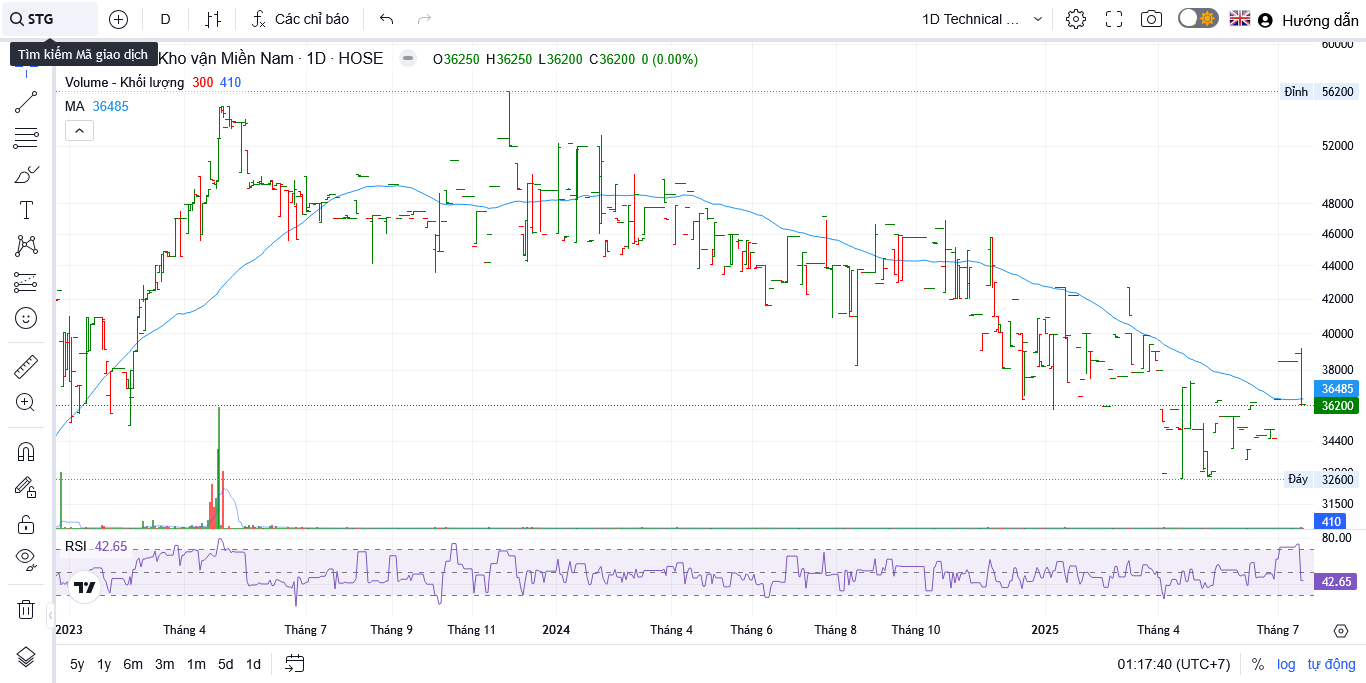 STG
D
Các chỉ báo
1D Technical ...
Hướng dẫn
Tìm kiếm Mã giao dịch
Kho vận Miền Nam · 1D · HOSE
O36250 H36250 L36200 C36200 0 (0.00%)
Volume - Khối lượng 300 410
MA 36485
60000
Đỉnh 56200
52000
48000
46000
44000
42000
40000
38000
36485
36200
34400
Đáy 32600
31500
410
RSI 42.65
80.00
42.65
2023 Tháng 4 Tháng 7 Tháng 9 Tháng 11 2024 Tháng 4 Tháng 6 Tháng 8 Tháng 10 2025 Tháng 4 Tháng 7
5y 1y 6m 3m 1m 5d 1d
01:17:40 (UTC+7) % log tự động